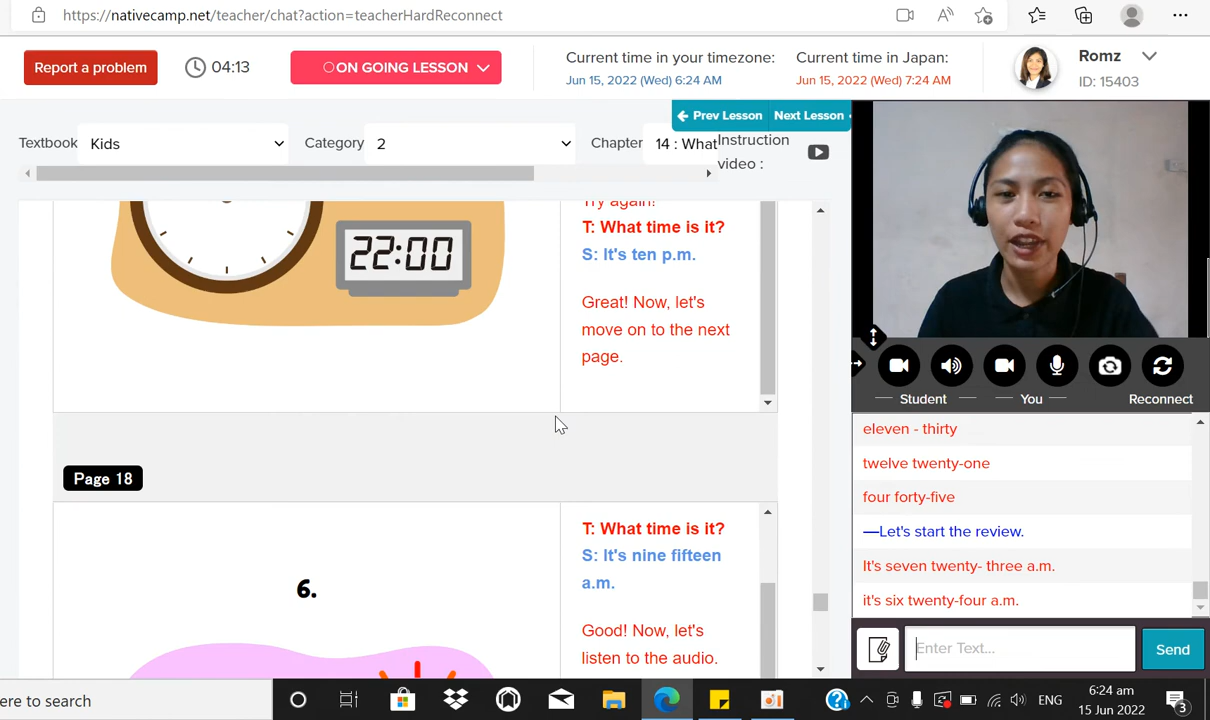 https://nativecamp.net/teacher/chat?action=teacherHardReconnect
Report a problem
04:13
ON GOING LESSON
Current time in your timezone:
Jun 15, 2022 (Wed) 6:24 AM
Current time in Japan:
Jun 15, 2022 (Wed) 7:24 AM
Romz
ID: 15403
Prev Lesson
Next Lesson
Textbook
Kids
Category
2
Chapter
14 : What
Instruction
video :
22:00
Try again!
T: What time is it?
S: It's ten p.m.
Great! Now, let's
move on to the next
page.
Page 18
6.
T: What time is it?
S: It's nine fifteen
a.m.
Good! Now, let's
listen to the audio.
Student
You
Reconnect
eleven - thirty
twelve twenty-one
four forty-five
—Let's start the review.
It's seven twenty- three a.m.
it's six twenty-four a.m.
Enter Text...
Send
ere to search
ENG
6:24 am
15 Jun 2022
3